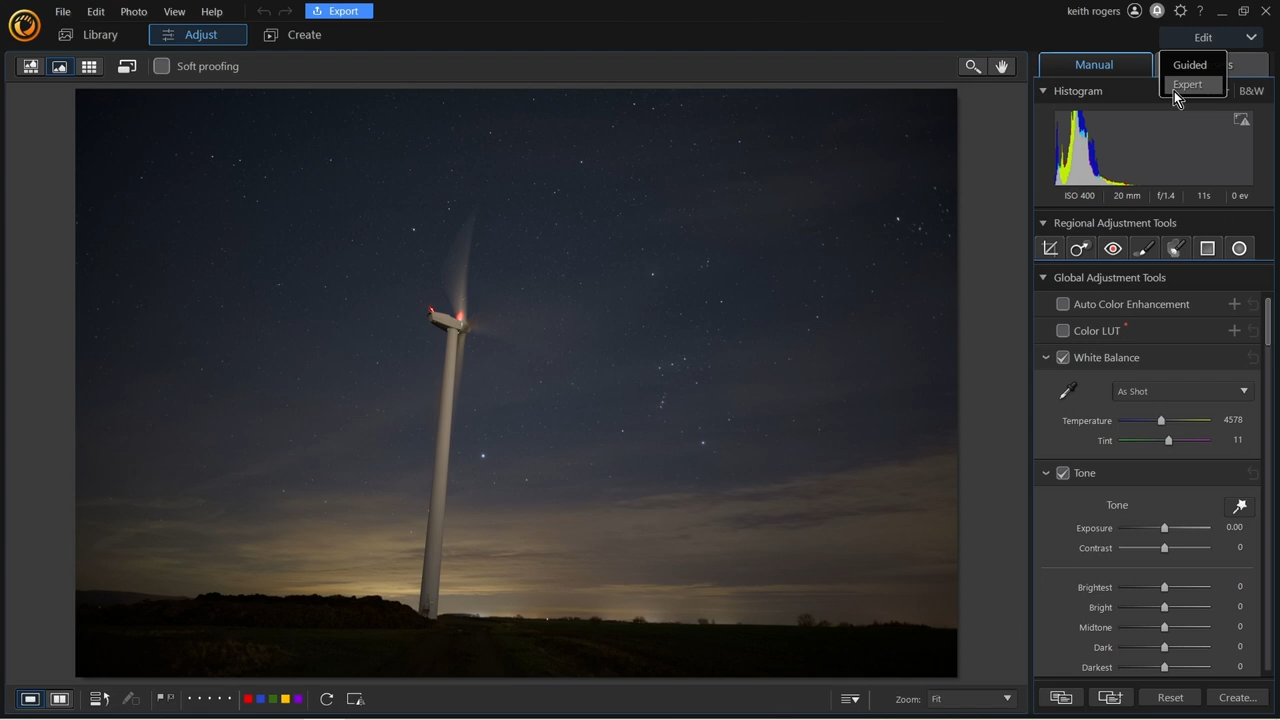 File Edit Photo View Help Export keith rogers ?
Library Adjust Create Edit
Soft proofing Manual Guided
Expert
Histogram B&W
ISO 400 20 mm f/1.4 11s 0 ev
Regional Adjustment Tools
Global Adjustment Tools
Auto Color Enhancement
Color LUT
White Balance
As Shot
Temperature 4578
Tint 11
Tone
Tone
Exposure 0.00
Contrast 0
Brightest 0
Bright 0
Midtone 0
Dark 0
Darkest 0
Zoom: Fit Reset Create...